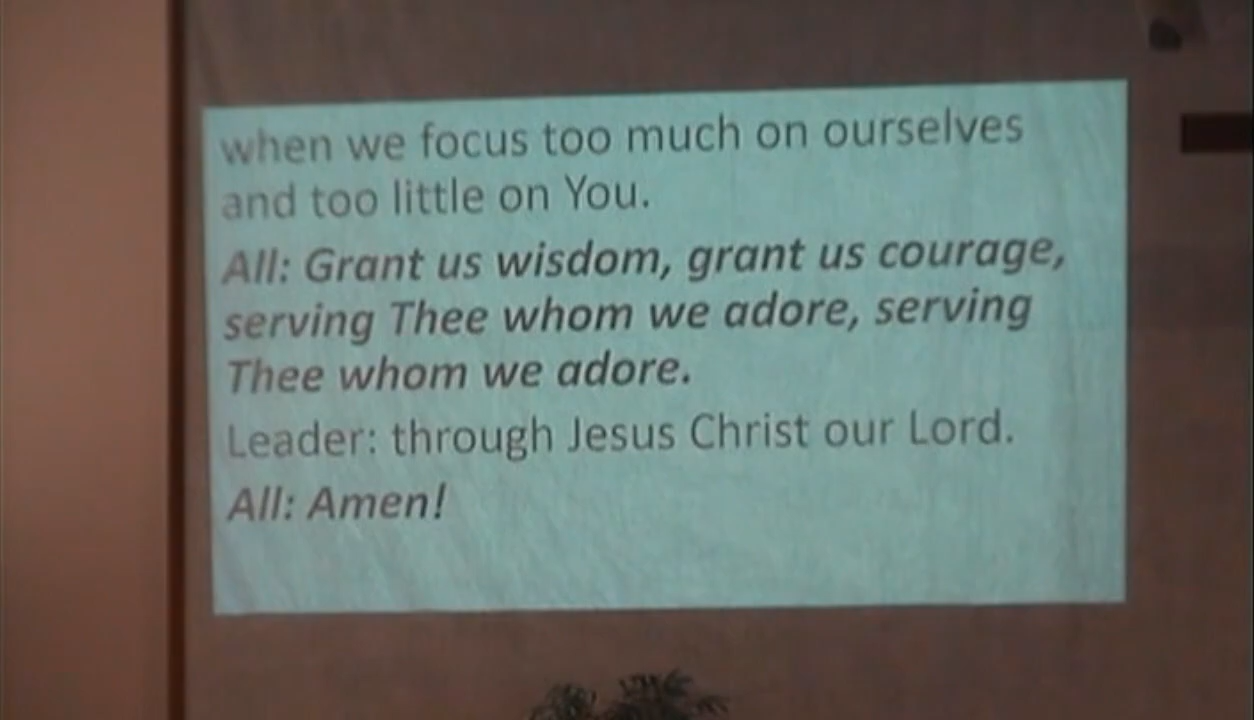 when we focus too much on ourselves
and too little on You.
All: Grant us wisdom, grant us courage,
serving Thee whom we adore, serving
Thee whom we adore.
Leader: through Jesus Christ our Lord.
All: Amen!